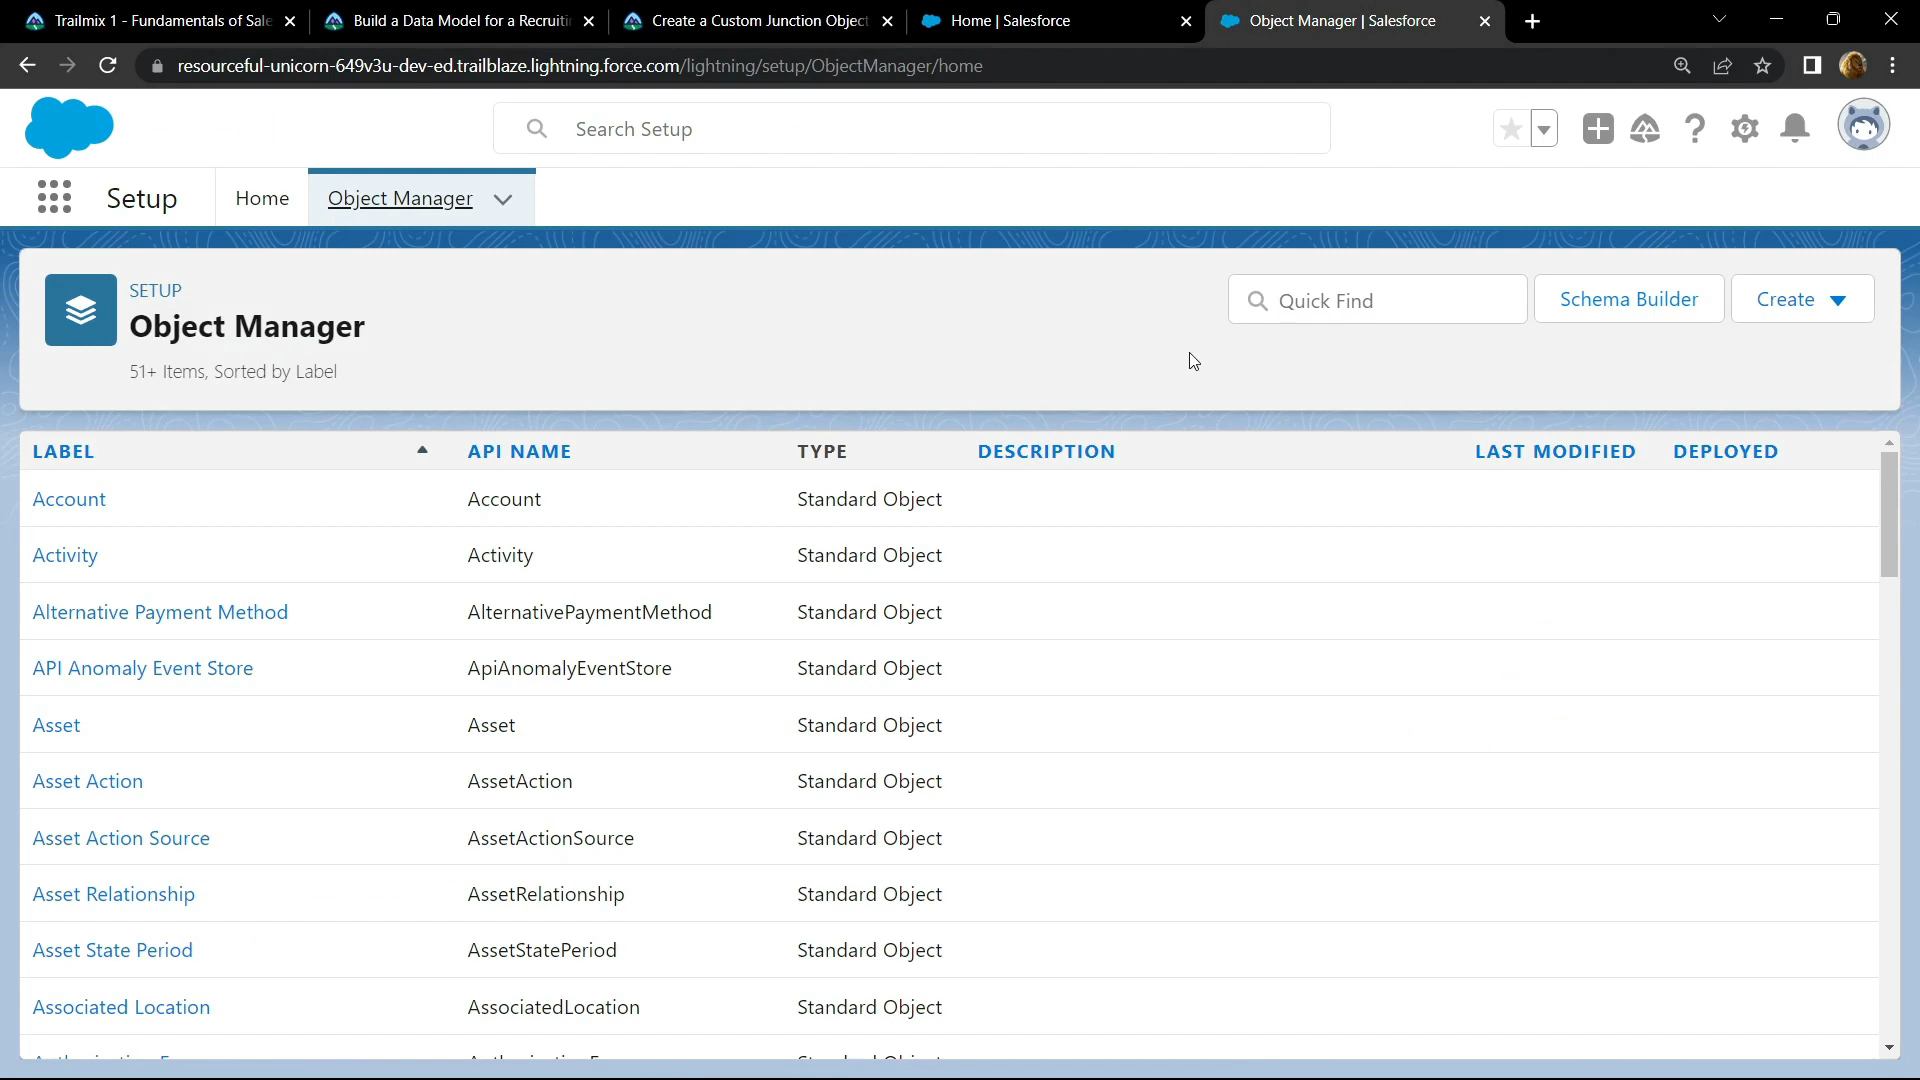 Trailmix 1 - Fundamentals of Sale
Build a Data Model for a Recruitin
Create a Custom Junction Object
Home | Salesforce
Object Manager | Salesforce
resourceful-unicorn-649v3u-dev-ed.trailblaze.lightning.force.com/lightning/setup/ObjectManager/home
Search Setup
Setup
Home
Object Manager
SETUP
Object Manager
51+ Items, Sorted by Label
Quick Find
Schema Builder
Create
LABEL API NAME TYPE DESCRIPTION LAST MODIFIED DEPLOYED
Account Account Standard Object
Activity Activity Standard Object
Alternative Payment Method AlternativePaymentMethod Standard Object
API Anomaly Event Store ApiAnomalyEventStore Standard Object
Asset Asset Standard Object
Asset Action AssetAction Standard Object
Asset Action Source AssetActionSource Standard Object
Asset Relationship AssetRelationship Standard Object
Asset State Period AssetStatePeriod Standard Object
Associated Location AssociatedLocation Standard Object